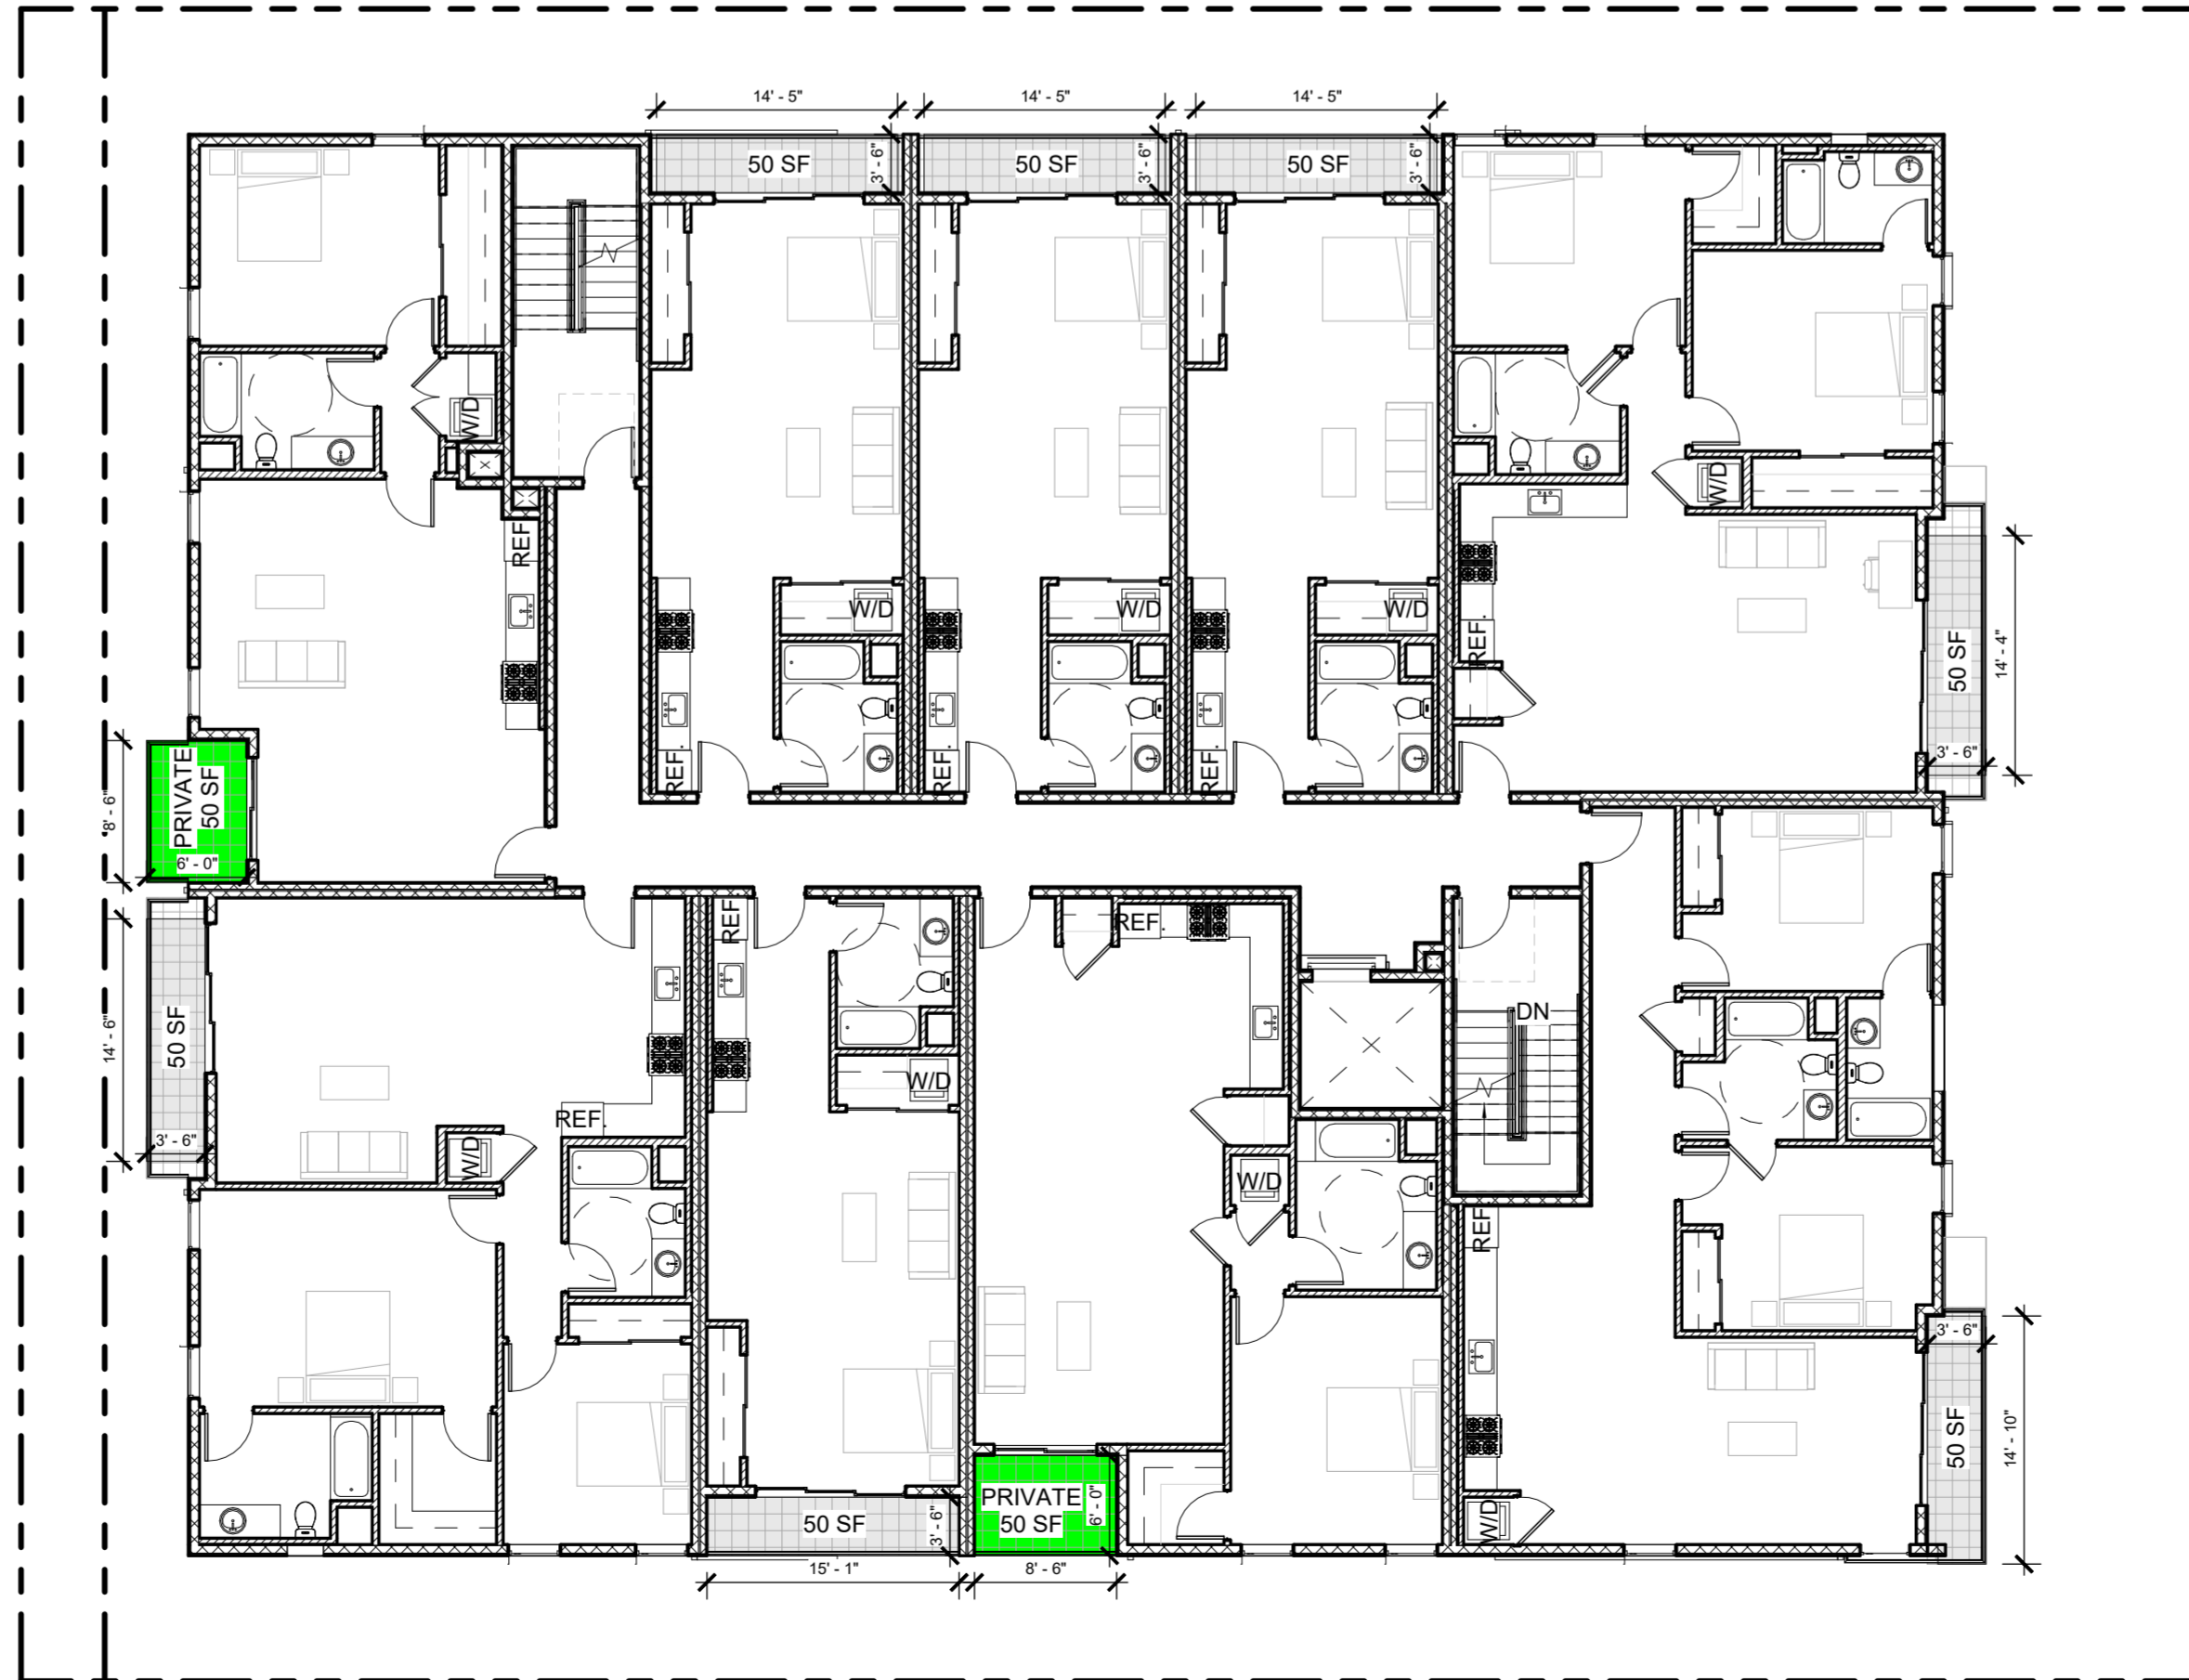 14' - 5"
14' - 5"
14' - 5"
50 SF
3' - 6"
50 SF
3' - 6"
50 SF
3' - 6"
W/D
W/D
REF
REF.
W/D
W/D
W/D
50 SF
14' - 4"
3' - 6"
REF.
REF.
REF.
PRIVATE
50 SF
8' - 6"
6' - 0"
REF.
REF.
50 SF
14' - 6"
3' - 6"
DN
W/D
REF.
W/D
W/D
REF.
3' - 6"
50 SF
14' - 10"
50 SF
3' - 6"
PRIVATE
50 SF
6' - 0"
W/D
15' - 1"
8' - 6"